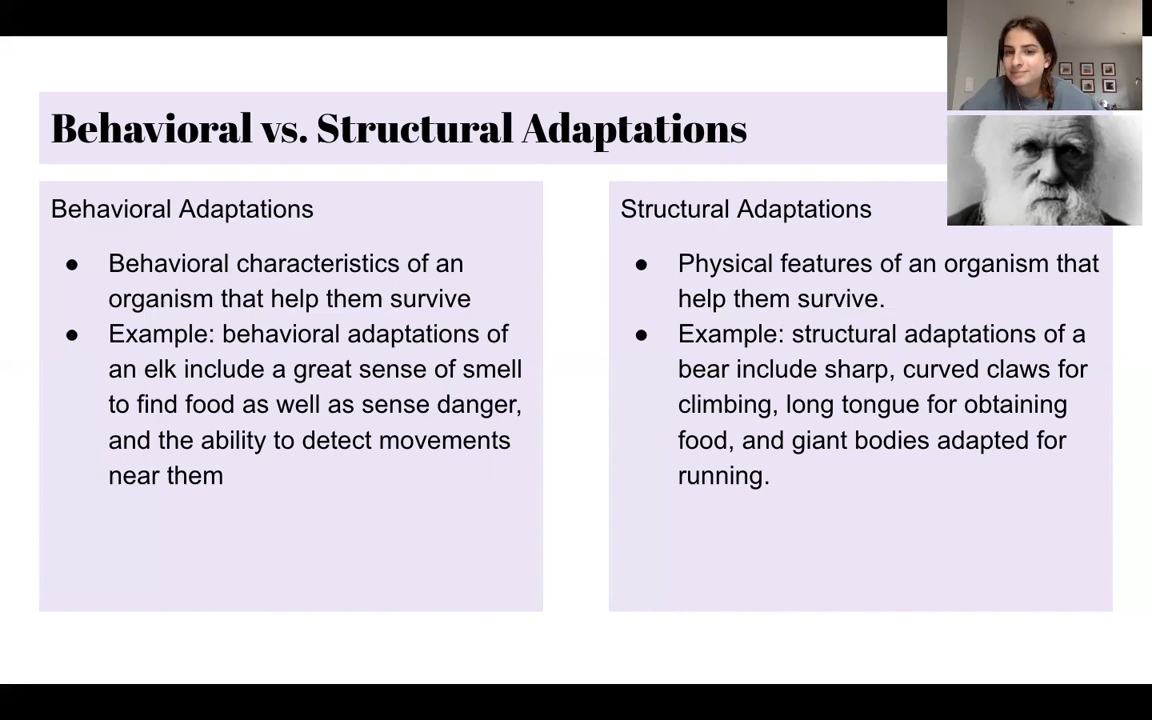 Behavioral vs. Structural Adaptations
Behavioral Adaptations
● Behavioral characteristics of an
organism that help them survive
● Example: behavioral adaptations of
an elk include a great sense of smell
to find food as well as sense danger,
and the ability to detect movements
near them
Structural Adaptations
● Physical features of an organism that
help them survive.
● Example: structural adaptations of a
bear include sharp, curved claws for
climbing, long tongue for obtaining
food, and giant bodies adapted for
running.